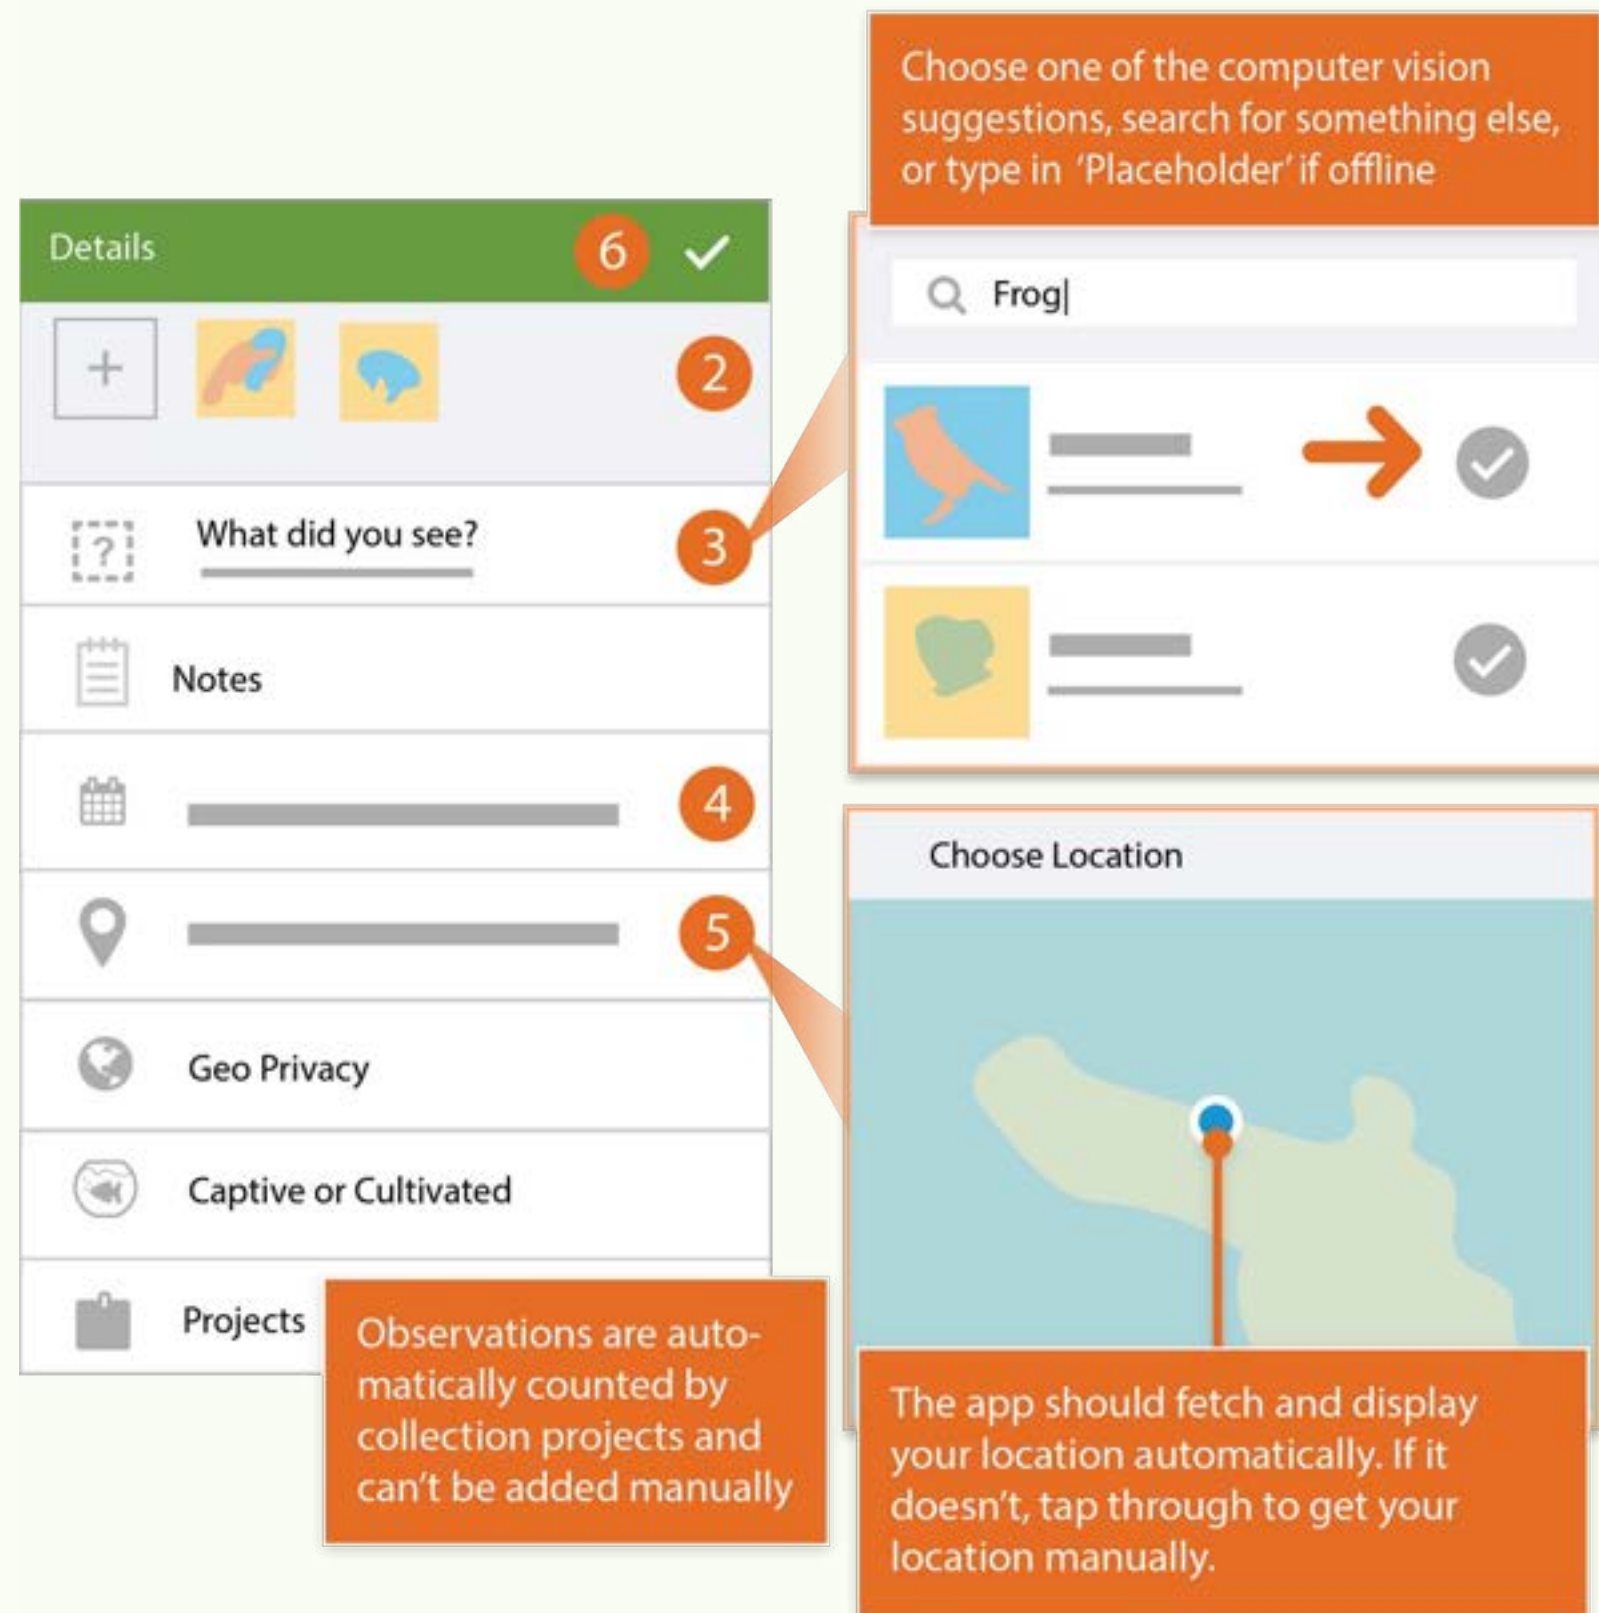 Choose one of the computer vision
suggestions, search for something else,
or type in 'Placeholder' if offline
Details
6
2
What did you see?
3
Notes
4
5
Geo Privacy
Captive or Cultivated
Projects
Observations are auto-
matically counted by
collection projects and
can't be added manually
Frog
Choose Location
The app should fetch and display
your location automatically. If it
doesn't, tap through to get your
location manually.